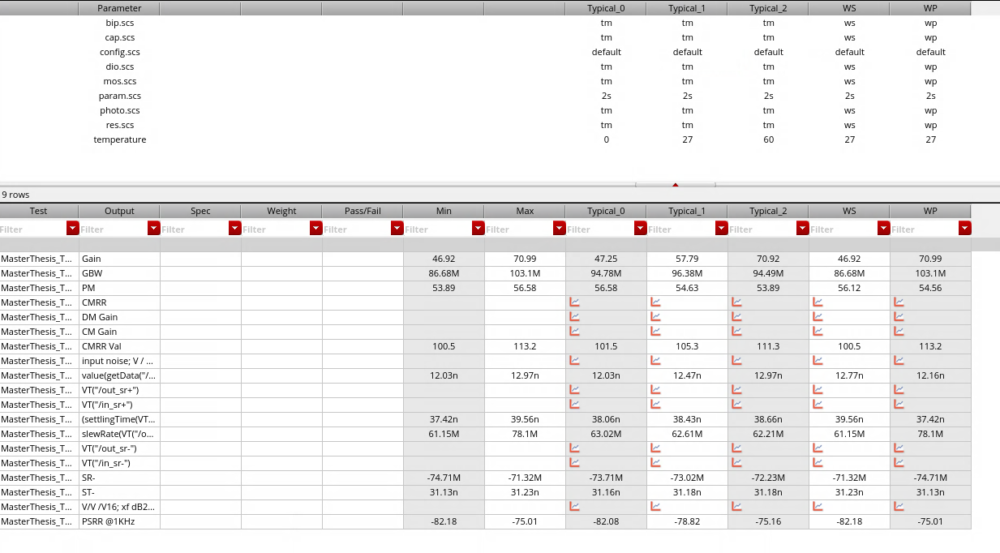 Parameter Typical_0 Typical_1 Typical_2 WS WP
bip.scs tm tm tm ws wp
cap.scs tm tm tm ws wp
config.scs default default default default default
dio.scs tm tm tm ws wp
mos.scs tm tm tm ws wp
param.scs 2s 2s 2s 2s 2s
photo.scs tm tm tm ws wp
res.scs tm tm tm ws wp
temperature 0 27 60 27 27
9 rows
Test Output Spec Weight Pass/Fail Min Max Typical_0 Typical_1 Typical_2 WS WP
Filter Filter Filter Filter Filter Filter Filter Filter Filter Filter Filter Filter
MasterThesis_T... Gain 46.92 70.99 47.25 57.79 70.92 46.92 70.99
MasterThesis_T... GBW 86.68M 103.1M 94.78M 96.38M 94.49M 86.68M 103.1M
MasterThesis_T... PM 53.89 56.58 56.58 54.63 53.89 56.12 54.56
MasterThesis_T... CMRR
MasterThesis_T... DM Gain
MasterThesis_T... CM Gain
MasterThesis_T... CMRR Val 100.5 113.2 101.5 105.3 111.3 100.5 113.2
MasterThesis_T... input noise; V / ...
MasterThesis_T... value(getData("/... 12.03n 12.97n 12.03n 12.47n 12.97n 12.77n 12.16n
MasterThesis_T... VT("/out_sr+")
MasterThesis_T... VT("/in_sr+")
MasterThesis_T... (settlingTime(VT... 37.42n 39.56n 38.06n 38.43n 38.66n 39.56n 37.42n
MasterThesis_T... slewRate(VT("/o... 61.15M 78.1M 63.02M 62.61M 62.21M 61.15M 78.1M
MasterThesis_T... VT("/out_sr-")
MasterThesis_T... VT("/in_sr-")
MasterThesis_T... SR- -74.71M -71.32M -73.71M -73.02M -72.23M -71.32M -74.71M
MasterThesis_T... ST- 31.13n 31.23n 31.16n 31.18n 31.18n 31.23n 31.13n
MasterThesis_T... V/V /V16; xf dB2...
MasterThesis_T... PSRR @1KHz -82.18 -75.01 -82.08 -78.82 -75.16 -82.18 -75.01